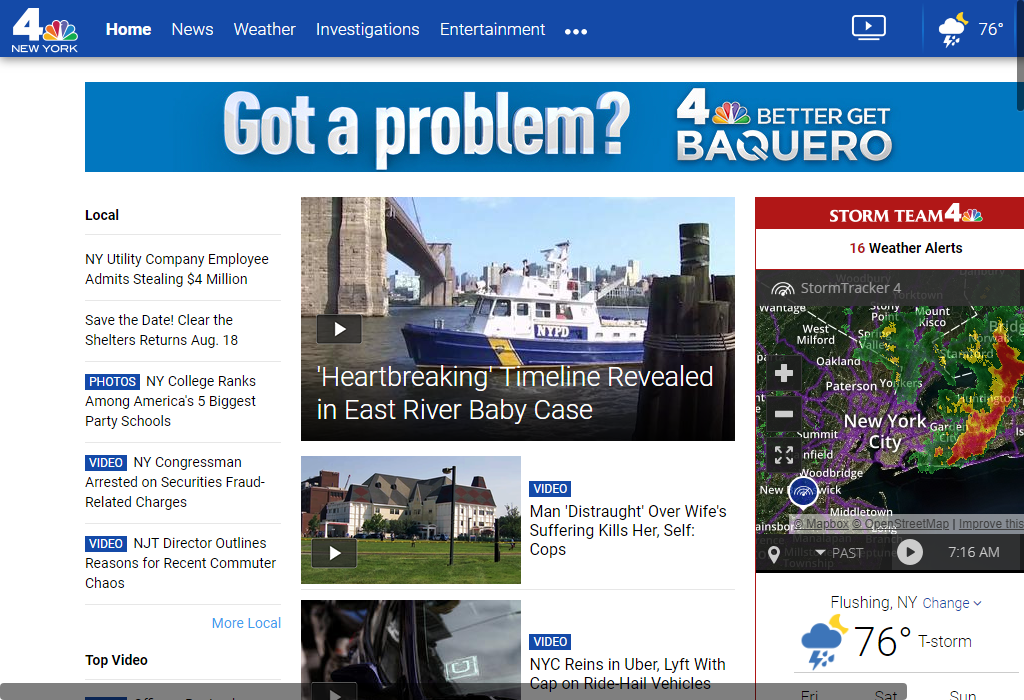 4
NEW YORK
Home
News
Weather
Investigations
Entertainment
76°
Got a problem?
4 BETTER GET
BAQUERO
Local
NY Utility Company Employee
Admits Stealing $4 Million
Save the Date! Clear the
Shelters Returns Aug. 18
PHOTOS NY College Ranks
Among America's 5 Biggest
Party Schools
VIDEO NY Congressman
Arrested on Securities Fraud-
Related Charges
VIDEO NJT Director Outlines
Reasons for Recent Commuter
Chaos
More Local
Top Video
NYPD
'Heartbreaking' Timeline Revealed
in East River Baby Case
VIDEO
Man 'Distraught' Over Wife's
Suffering Kills Her, Self:
Cops
VIDEO
NYC Reins in Uber, Lyft With
Cap on Ride-Hail Vehicles
STORM TEAM 4
16 Weather Alerts
StormTracker 4
Yorktown
Wantage
Stony
Point
Mount
Kisco
West
Milford
Spring
Valley
Stamford
Norwalk
Oakland
Paterson
Yonkers
Huntington
New York
City
Garden
City
Summit
nfield
Woodbridge
New
wick
Middletown
ainsbo
© Mapbox © OpenStreetMap | Improve this
Manalapan
Township
PAST
7:16 AM
Flushing, NY Change
76° T-storm
Fri
Sat
Sun